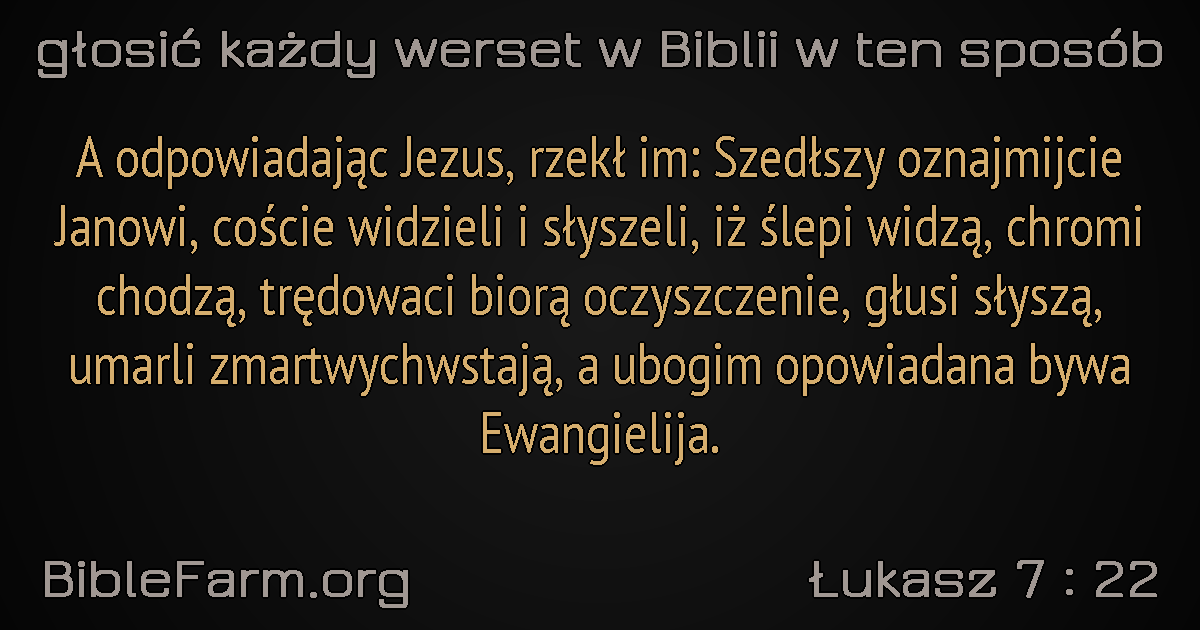 głosić każdy werset w Biblii w ten sposób
A odpowiadając Jezus, rzekł im: Szedłszy oznajmijcie
Janowi, coście widzieli i słyszeli, iż ślepi widzą, chromi
chodzą, trędowaci biorą oczyszczenie, głusi słyszą,
umarli zmartwychwstają, a ubogim opowiadana bywa
Ewangielija.
BibleFarm.org
Łukasz 7 : 22